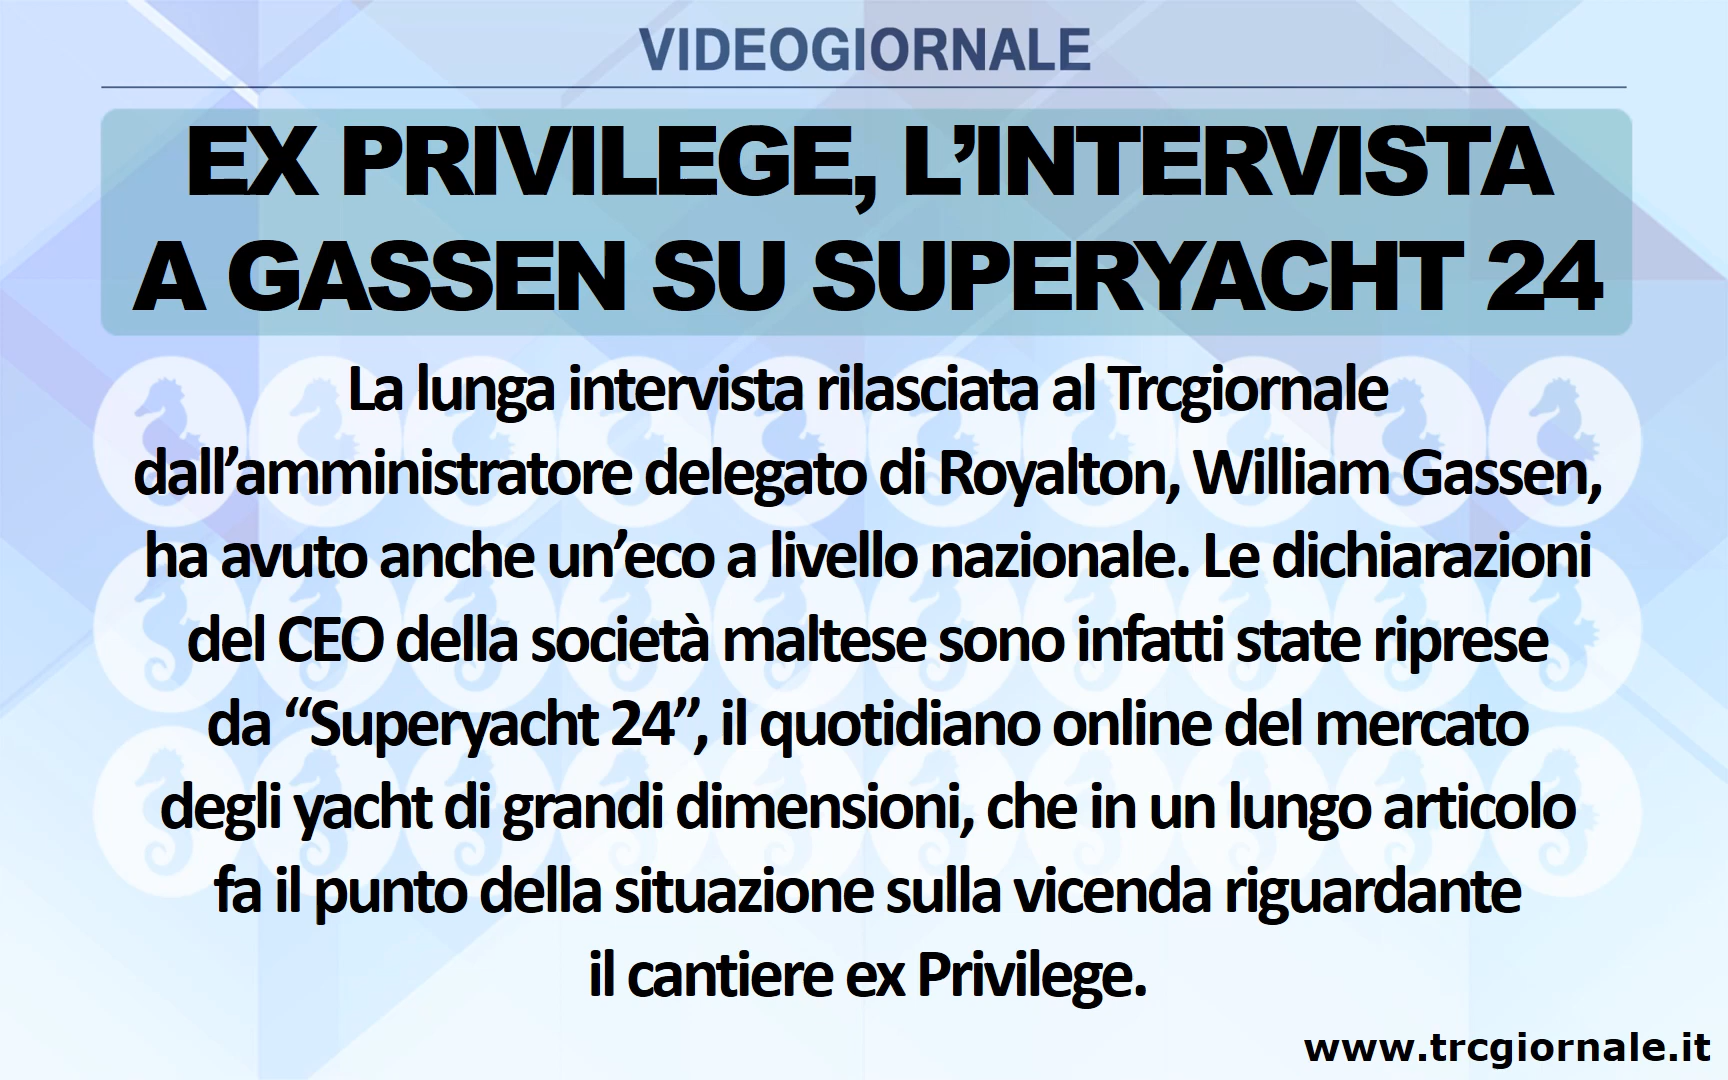 VIDEOGIORNALE
EX PRIVILEGE, L’INTERVISTA
A GASSEN SU SUPERYACHT 24
La lunga intervista rilasciata al Trcgiornale
dall’amministratore delegato di Royalton, William Gassen,
ha avuto anche un’eco a livello nazionale. Le dichiarazioni
del CEO della società maltese sono infatti state riprese
da “Superyacht 24”, il quotidiano online del mercato
degli yacht di grandi dimensioni, che in un lungo articolo
fa il punto della situazione sulla vicenda riguardante
il cantiere ex Privilege.
www.trcgiornale.it